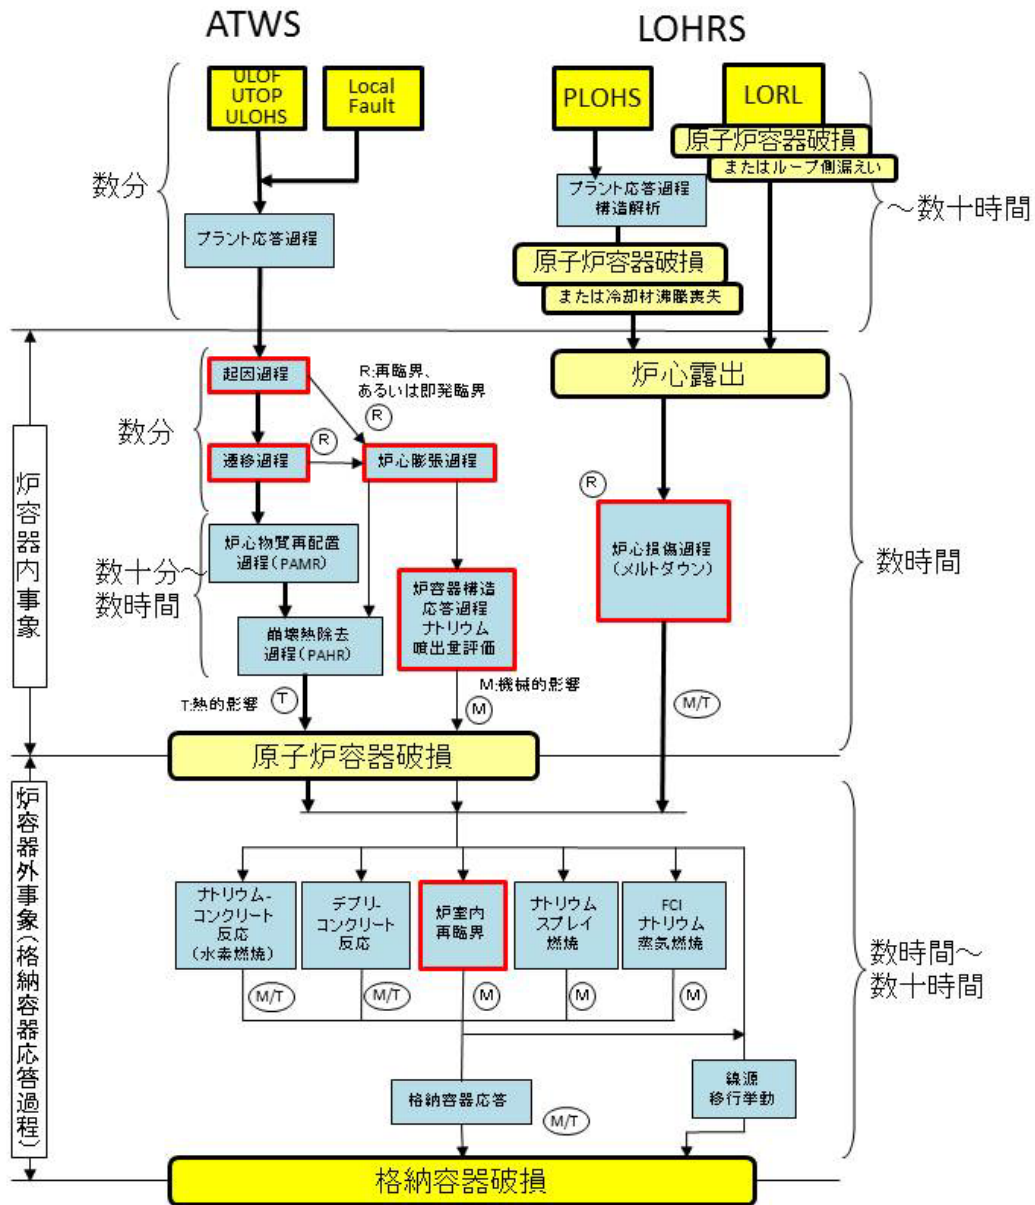 ATWS
LOHRS
ULOF
UTOP
ULOHS
Local
Fault
PLOHS
LORL
原子炉容器破損
またはループ側漏えい
数分
プラント応答過程
プラント応答過程
構造解析
～数十時間
原子炉容器破損
または冷却材沸騰喪失
起因過程
R:再臨界、
あるいは即発臨界
R
炉心露出
数分
遷移過程
R
炉心膨張過程
炉容器内事象
R
炉心物質再配置
過程(PAMR)
数十分～
数時間
炉容器構造
応答過程
ナトリウム
噴出量評価
炉心損傷過程
(メルトダウン)
数時間
崩壊熱除去
過程(PAHR)
T:熱的影響
T
M:機械的影響
M
M/T
原子炉容器破損
炉容器外事象(格納容器応答過程)
ナトリウム-
コンクリート
反応
(水素燃焼)
デブリ-
コンクリート
反応
炉室内
再臨界
ナトリウム
スプレイ
燃焼
FCI
ナトリウム
蒸気燃焼
数時間～
数十時間
M/T
M/T
M
M
M
格納容器応答
M/T
線源
移行挙動
格納容器破損